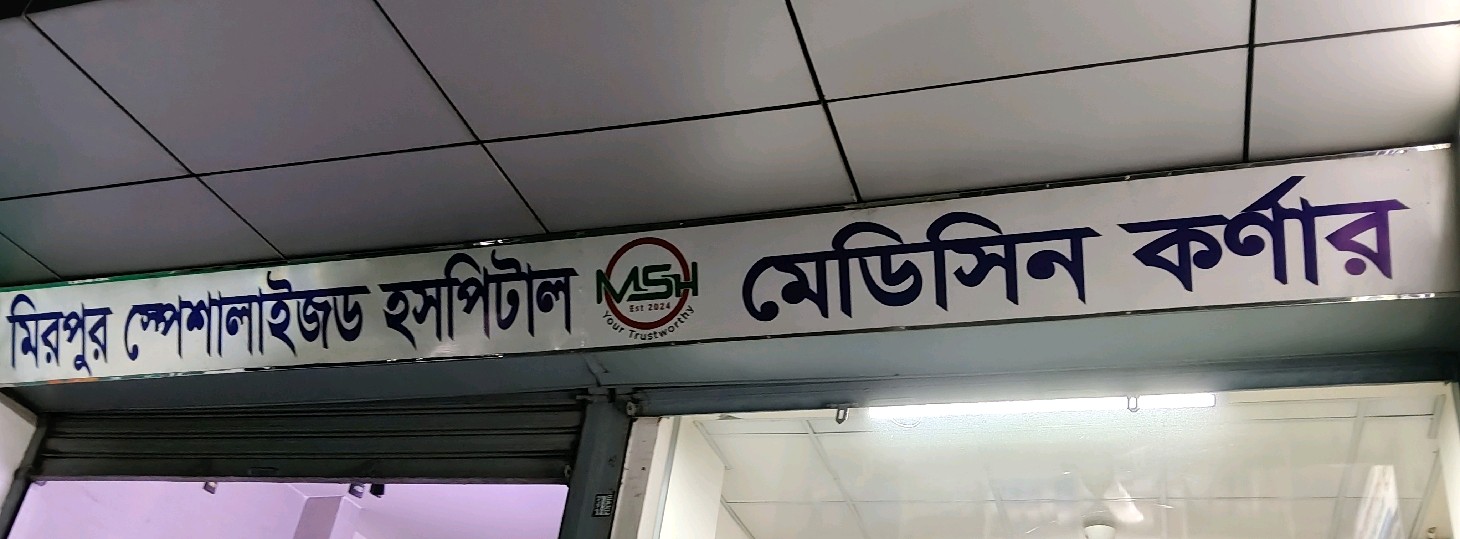 মিরপুর স্পেশালাইজড হসপিটাল
MSH
Est 2024
Your Trustworthy
মেডিসিন কর্ণার